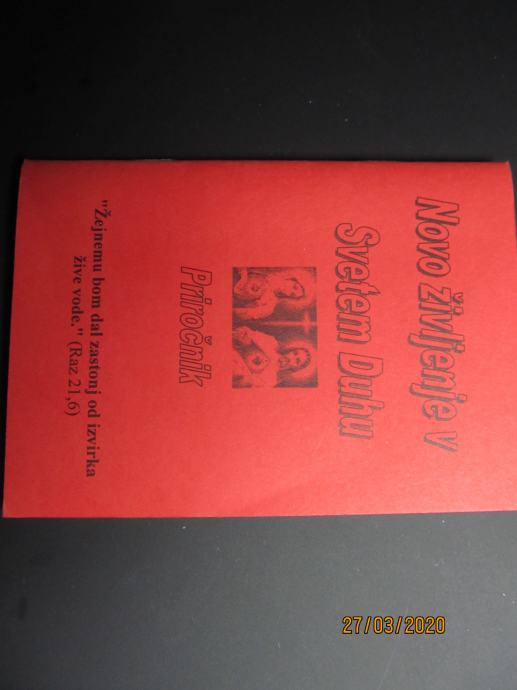 Novo življenje v
Svetem Duhu
Priročnik
"Žejnemu bom dal zastonj od izvirka
žive vode." (Raz 21,6)
27/03/2020